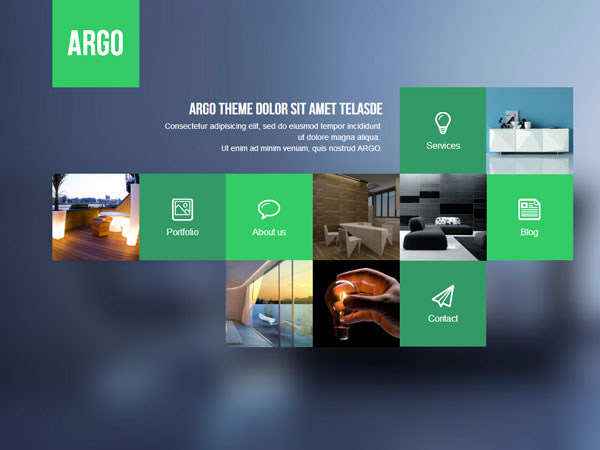 ARGO
ARGO THEME DOLOR SIT AMET TELASDE
Consectetur adipisicing elit, sed do eiusmod tempor incididunt
ut dolore magna aliqua.
Ut enim ad minim veniam, quis nostrud ARGO.
Services
Portfolio
About us
Blog
Contact